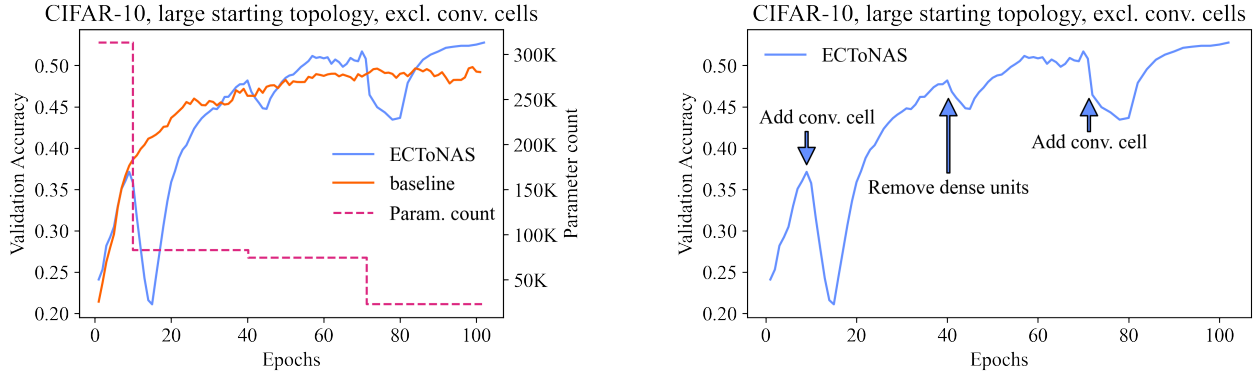 CIFAR-10, large starting topology, excl. conv. cells
Validation Accuracy
0.50
0.45
0.40
0.35
0.30
0.25
0.20
300K
250K
200K
150K
100K
50K
Parameter count
ECToNAS
baseline
Param. count
0 20 40 60 80 100
Epochs
CIFAR-10, large starting topology, excl. conv. cells
Validation Accuracy
0.50
0.45
0.40
0.35
0.30
0.25
0.20
ECToNAS
Add conv. cell
Add conv. cell
Remove dense units
0 20 40 60 80 100
Epochs